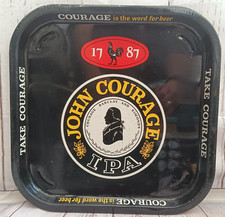 COURAGE is the word for beer
17 87
TAKE COURAGE
TAKE COURAGE
JOHN COURAGE
IPA
COURAGE is the word for beer